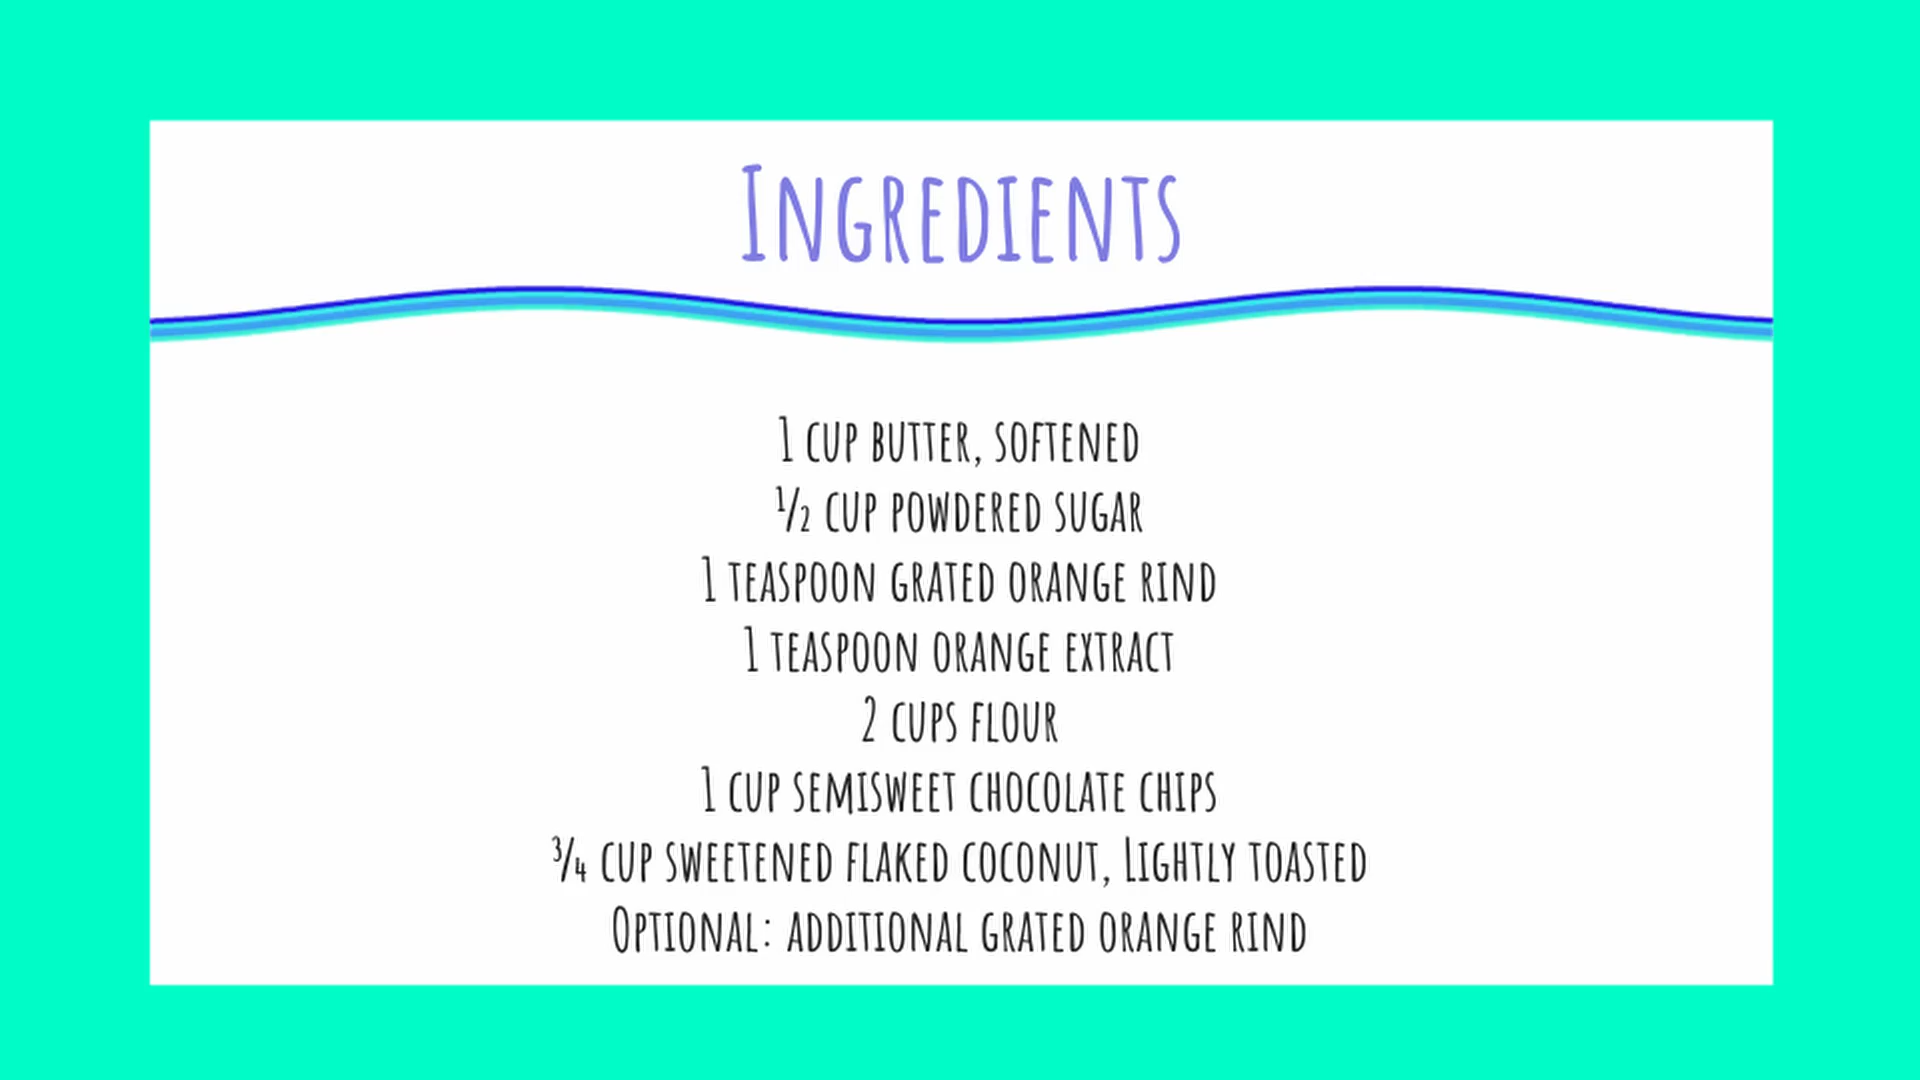 Ingredients
1 cup butter, softened
½ cup powdered sugar
1 teaspoon grated orange rind
1 teaspoon orange extract
2 cups flour
1 cup semisweet chocolate chips
¾ cup sweetened flaked coconut, Lightly toasted
Optional: additional grated orange rind